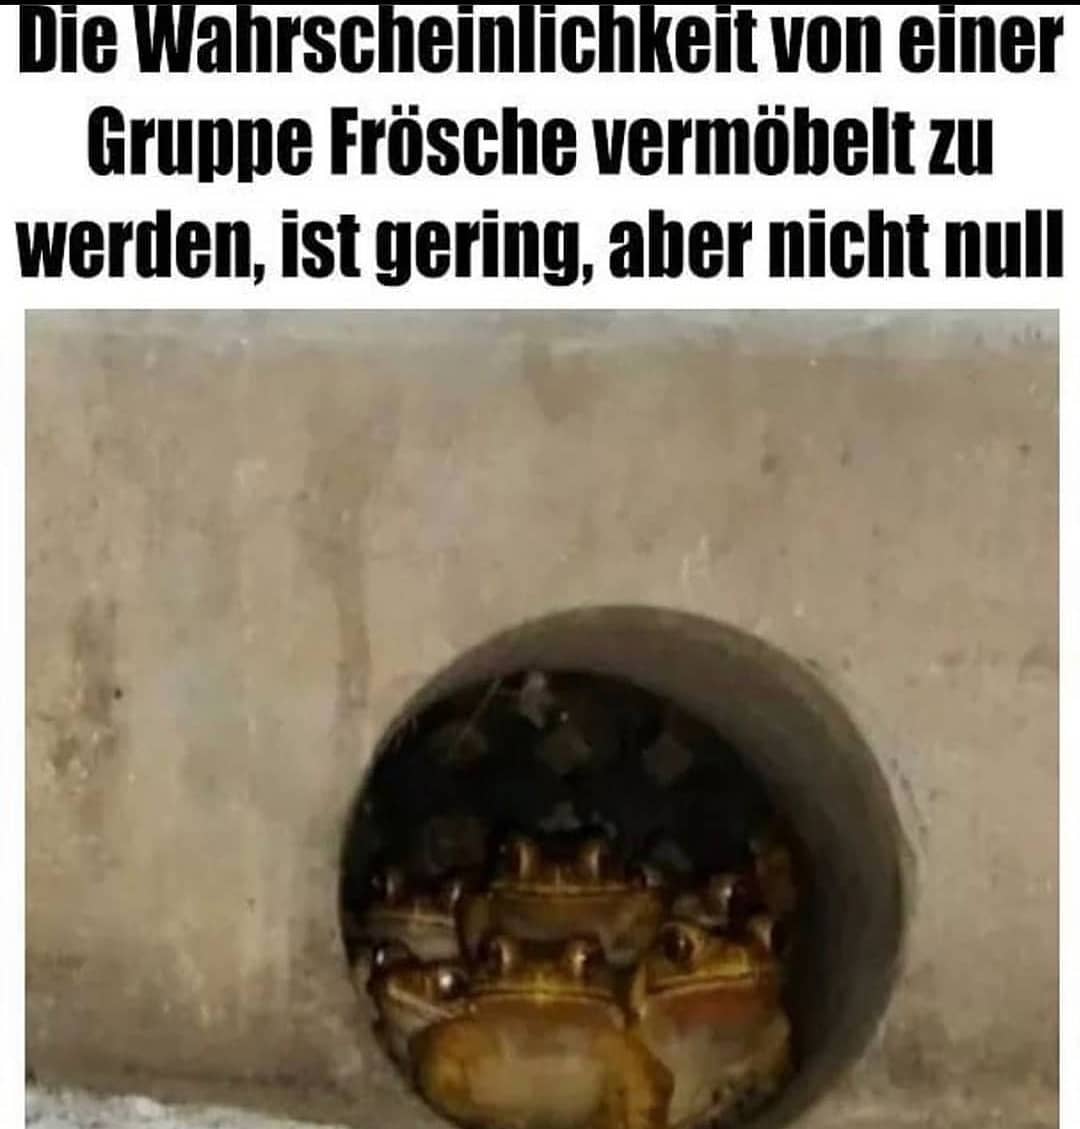 Die Wahrscheinlichkeit von einer
Gruppe Frösche vermöbelt zu
werden, ist gering, aber nicht null